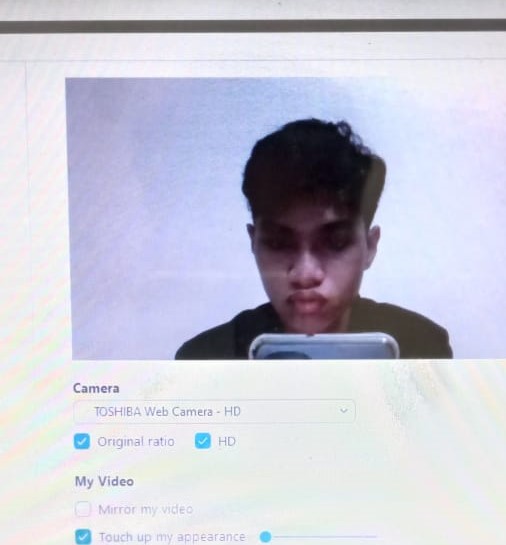 Camera
TOSHIBA Web Camera - HD
Original ratio HD
My Video
Mirror my video
Touch up my appearance